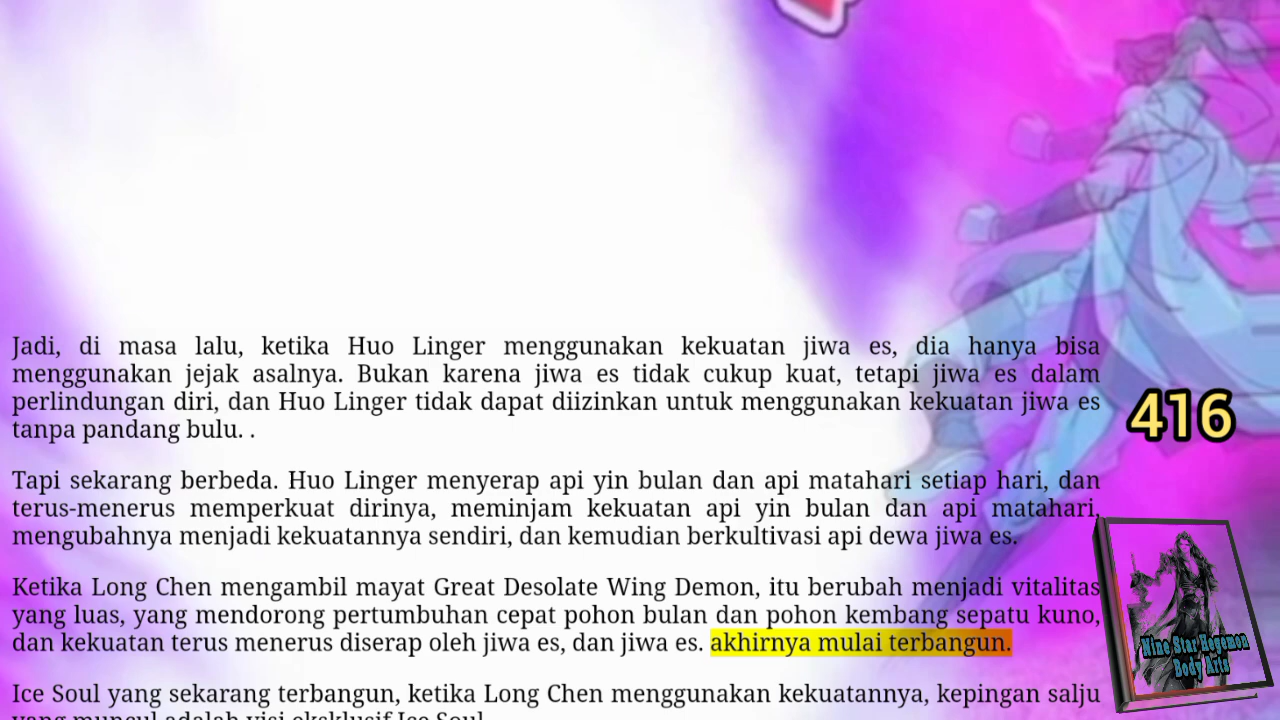 Jadi, di masa lalu, ketika Huo Linger menggunakan kekuatan jiwa es, dia hanya bisa
menggunakan jejak asalnya. Bukan karena jiwa es tidak cukup kuat, tetapi jiwa es dalam
perlindungan diri, dan Huo Linger tidak dapat diizinkan untuk menggunakan kekuatan jiwa es
tanpa pandang bulu. .
416
Tapi sekarang berbeda. Huo Linger menyerap api yin bulan dan api matahari setiap hari, dan
terus-menerus memperkuat dirinya, meminjam kekuatan api yin bulan dan api matahari,
mengubahnya menjadi kekuatannya sendiri, dan kemudian berkultivasi api dewa jiwa es.
Ketika Long Chen mengambil mayat Great Desolate Wing Demon, itu berubah menjadi vitalitas
yang luas, yang mendorong pertumbuhan cepat pohon bulan dan pohon kembang sepatu kuno,
dan kekuatan terus menerus diserap oleh jiwa es, dan jiwa es. akhirnya mulai terbangun.
Nine Star Hegemon
Body Arts
Ice Soul yang sekarang terbangun, ketika Long Chen menggunakan kekuatannya, kepingan salju
yang muncul adalah visi eksklusif Ice Soul